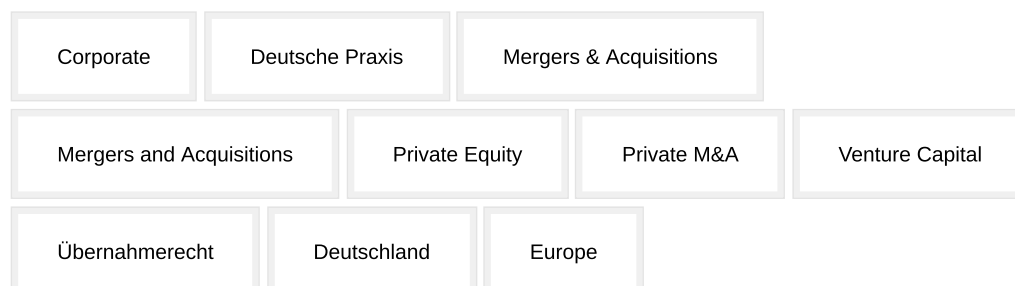 Corporate Deutsche Praxis Mergers & Acquisitions
Mergers and Acquisitions Private Equity Private M&A Venture Capital
Übernahmerecht Deutschland Europe